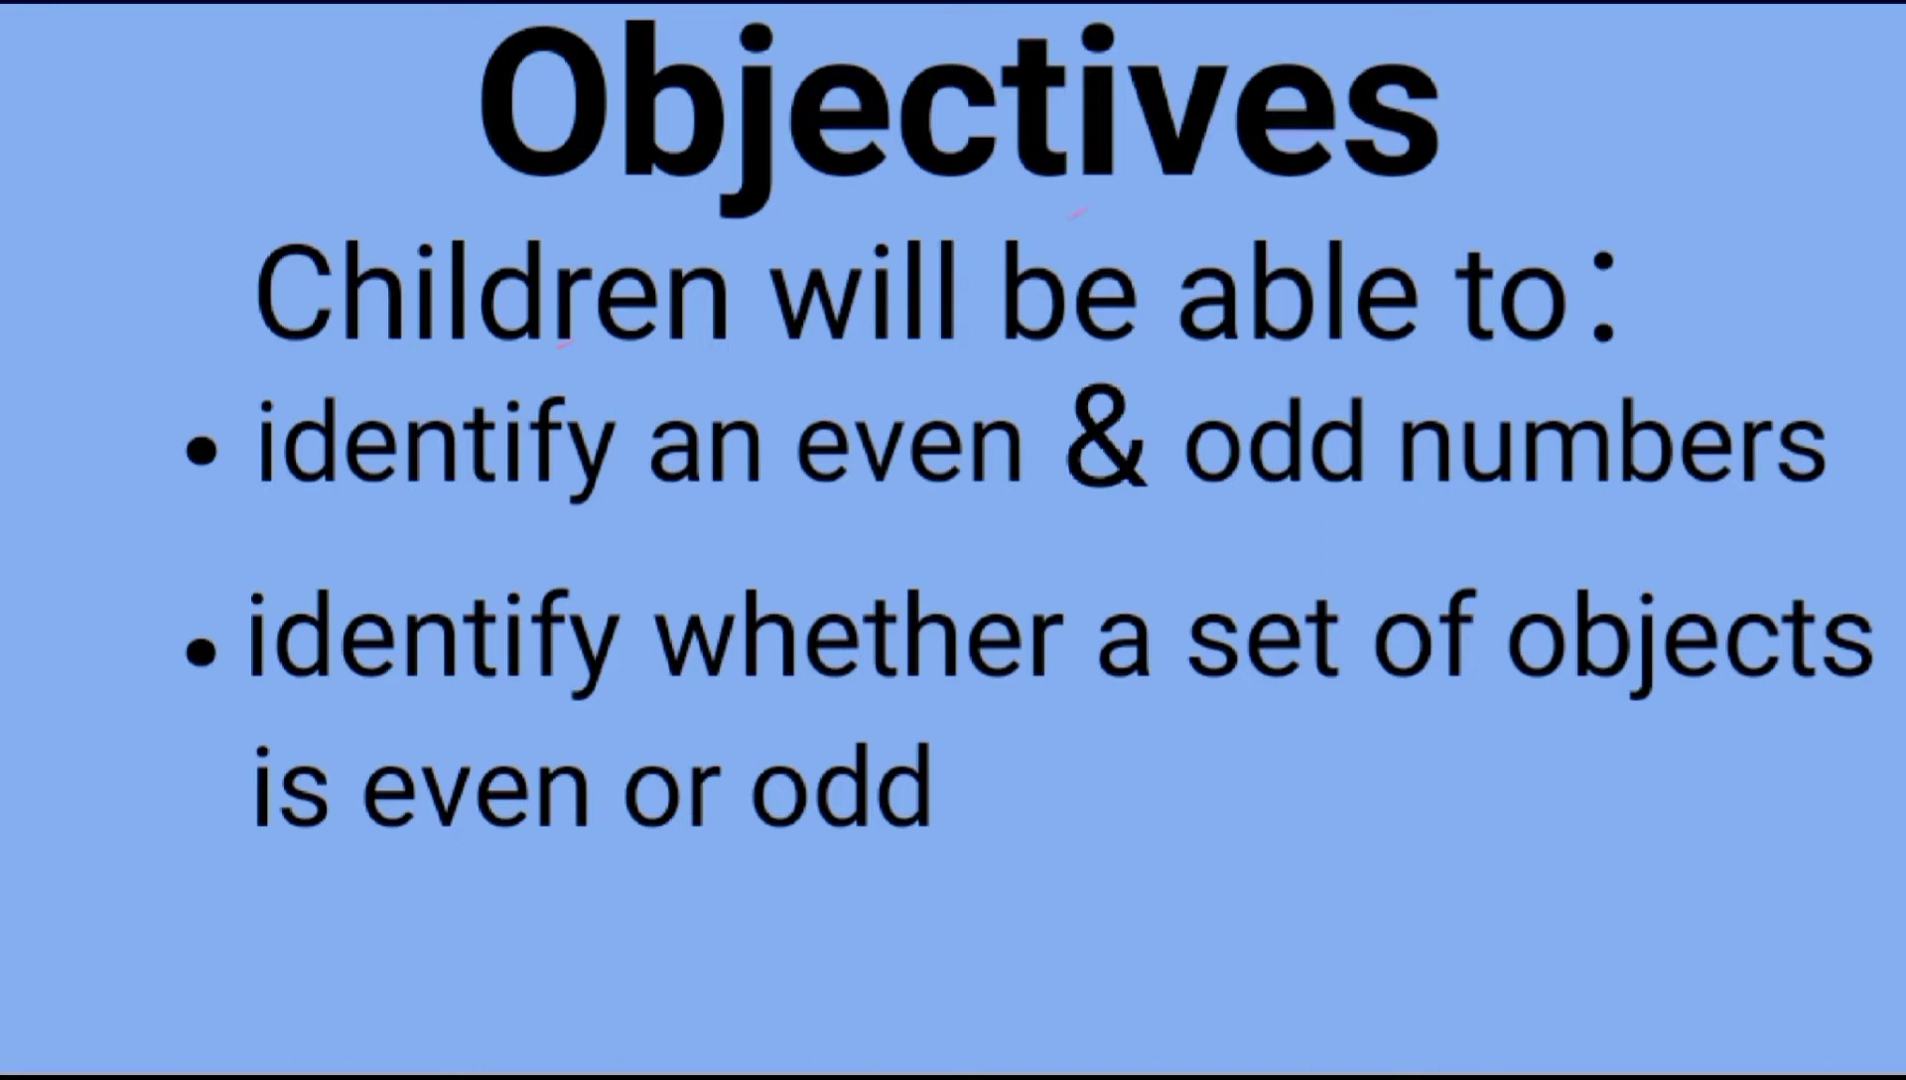 Objectives
Children will be able to:
• identify an even & odd numbers
• identify whether a set of objects
is even or odd